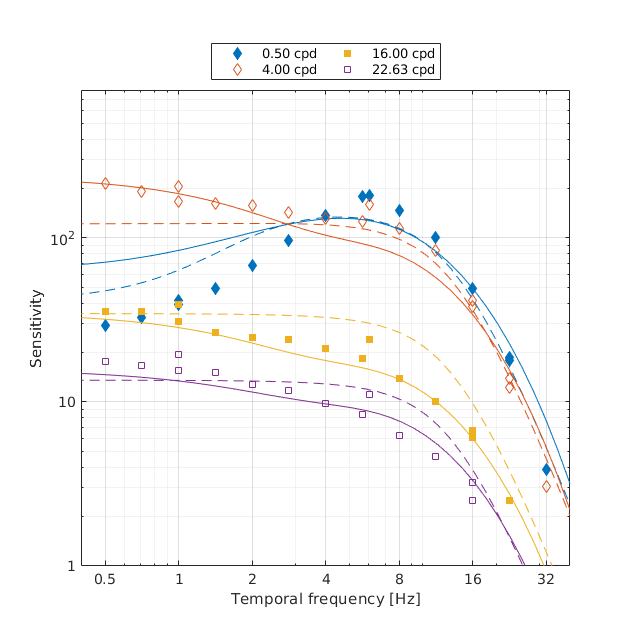 0.50 cpd 16.00 cpd
4.00 cpd 22.63 cpd
10²
10
1
Sensitivity
0.5 1 2 4 8 16 32
Temporal frequency [Hz]